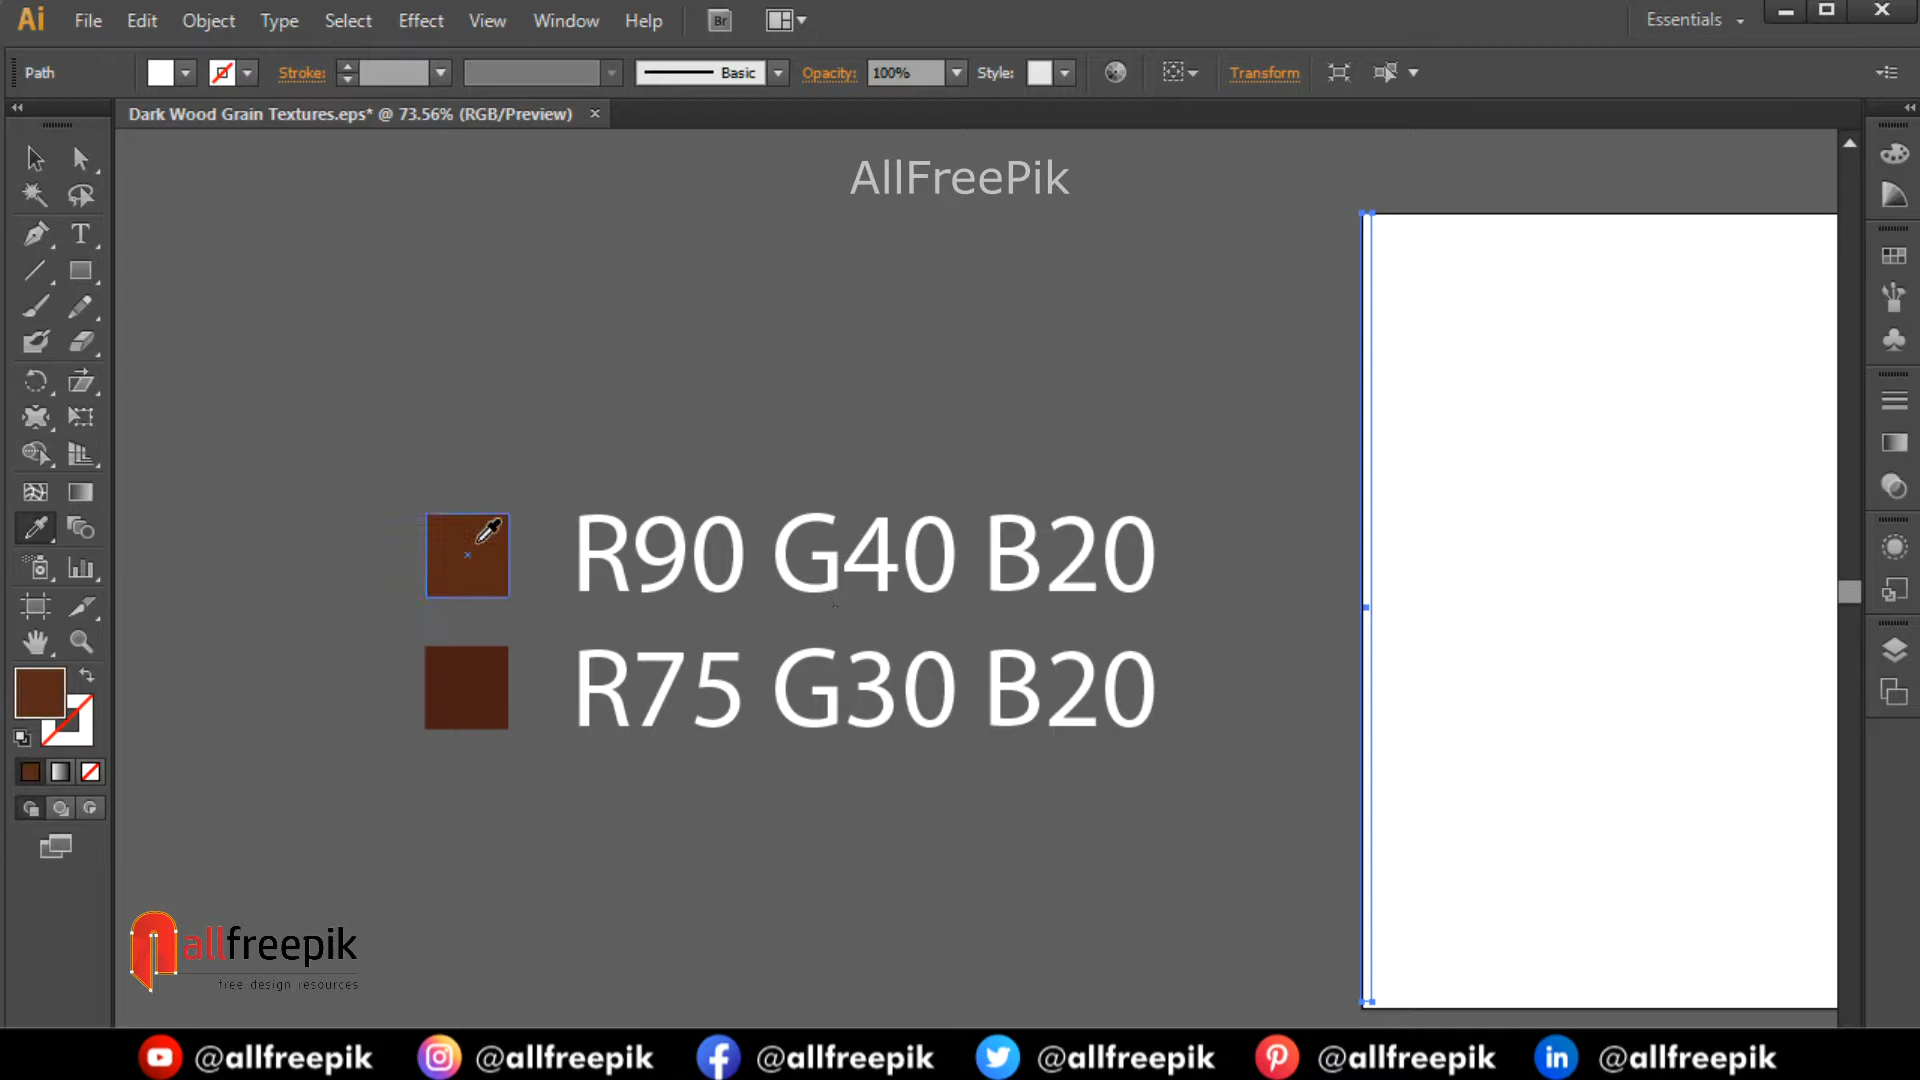 Ai File Edit Object Type Select Effect View Window Help Br Essentials
Path Stroke: Basic Opacity: 100% Style: Transform
Dark Wood Grain Textures.eps* @ 73.56% (RGB/Preview)
AllFreePik
T
R90 G40 B20
R75 G30 B20
allfreepik
free design resources
@allfreepik @allfreepik @allfreepik @allfreepik @allfreepik @allfreepik